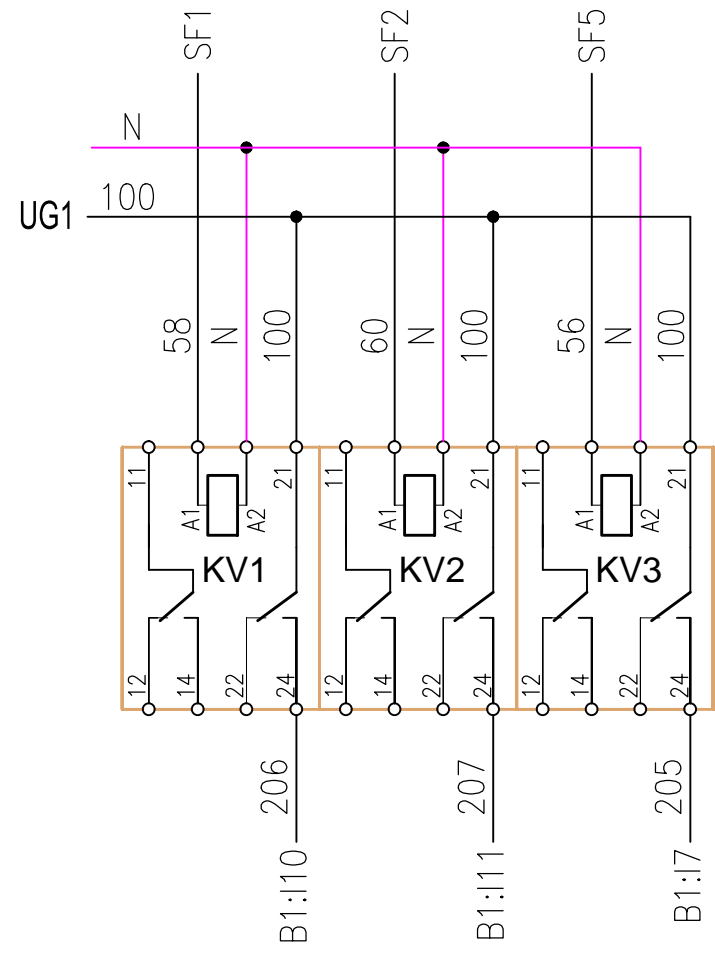 SF1
SF2
SF5
N
UG1 100
58 N 100
60 N 100
56 N 100
11 A1 A2 21
11 A1 A2 21
11 A1 A2 21
KV1
KV2
KV3
12 14 22 24
12 14 22 24
12 14 22 24
206
207
205
B1:I10
B1:I11
B1:I7